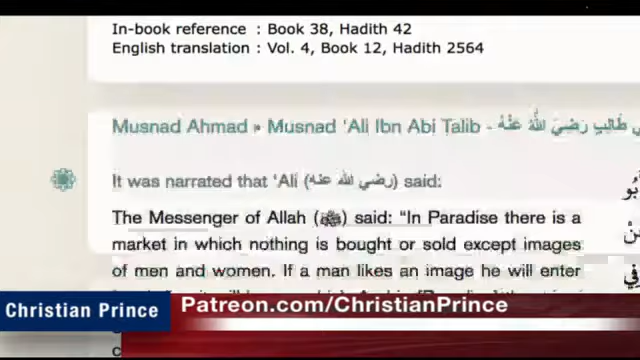 In-book reference : Book 38, Hadith 42
English translation : Vol. 4, Book 12, Hadith 2564
Musnad Ahmad » Musnad ‘Ali Ibn Abi Talib - طَالِبٍ رَضِيَ اللَّهُ عَنْهُ
It was narrated that ‘Ali (رضي الله عنه) said:
The Messenger of Allah (ﷺ) said: “In Paradise there is a
market in which nothing is bought or sold except images
of men and women. If a man likes an image he will enter
Christian Prince
Patreon.com/ChristianPrince